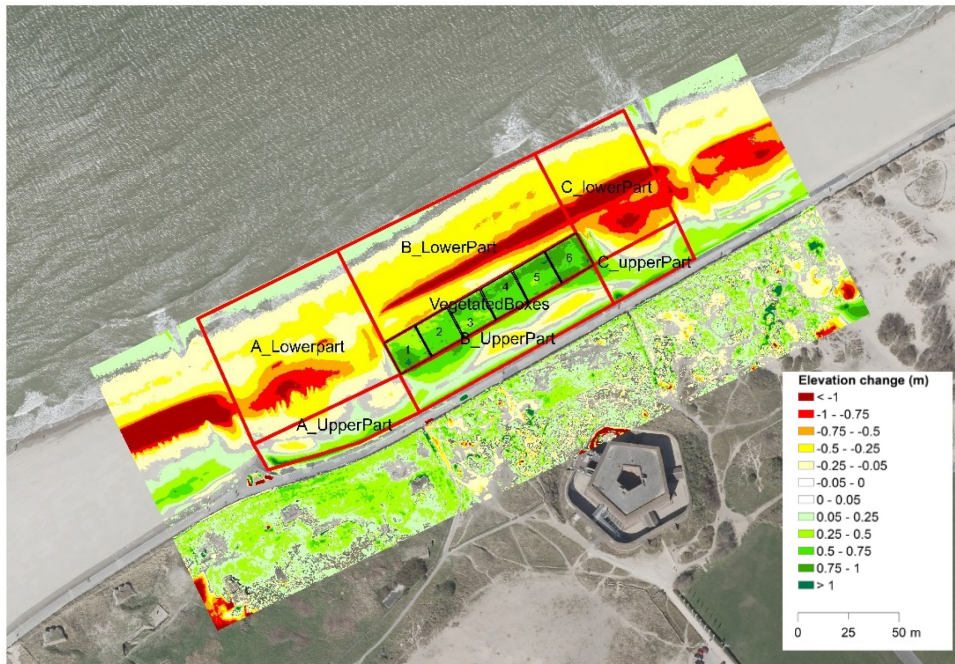 C_lowerPart
B_LowerPart
C_upperPart
6
5
4
VegetatedBoxes
3
2
B_UpperPart
1
A_Lowerpart
A_UpperPart
Elevation change (m)
< -1
-1 - -0.75
-0.75 - -0.5
-0.5 - -0.25
-0.25 - -0.05
-0.05 - 0
0 - 0.05
0.05 - 0.25
0.25 - 0.5
0.5 - 0.75
0.75 - 1
> 1
0 25 50 m